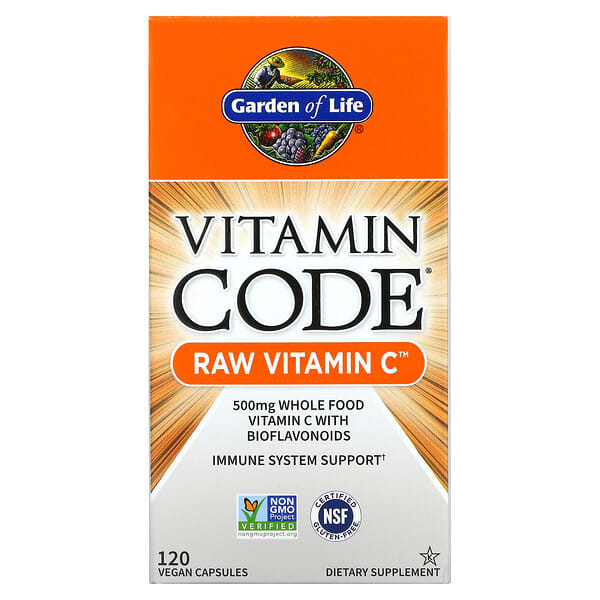 Garden of Life
®
VITAMIN
CODE®
RAW VITAMIN C™
500mg WHOLE FOOD
VITAMIN C WITH
BIOFLAVONOIDS
IMMUNE SYSTEM SUPPORT†
NON
GMO
Project
VERIFIED
nongmoproject.org
CERTIFIED
NSF
GLUTEN-FREE
K
120
VEGAN CAPSULES
DIETARY SUPPLEMENT